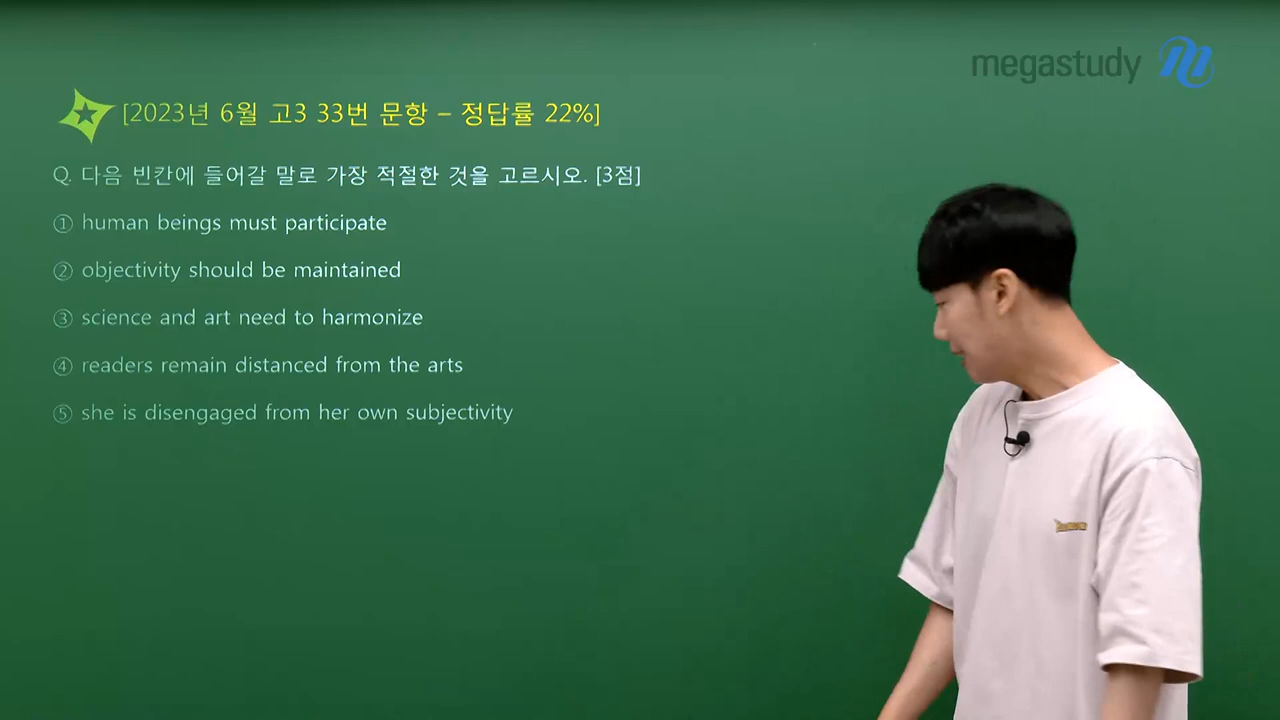 megastudy
[2023년 6월 고3 33번 문항 – 정답률 22%]
Q. 다음 빈칸에 들어갈 말로 가장 적절한 것을 고르시오. [3점]
① human beings must participate
② objectivity should be maintained
③ science and art need to harmonize
④ readers remain distanced from the arts
⑤ she is disengaged from her own subjectivity